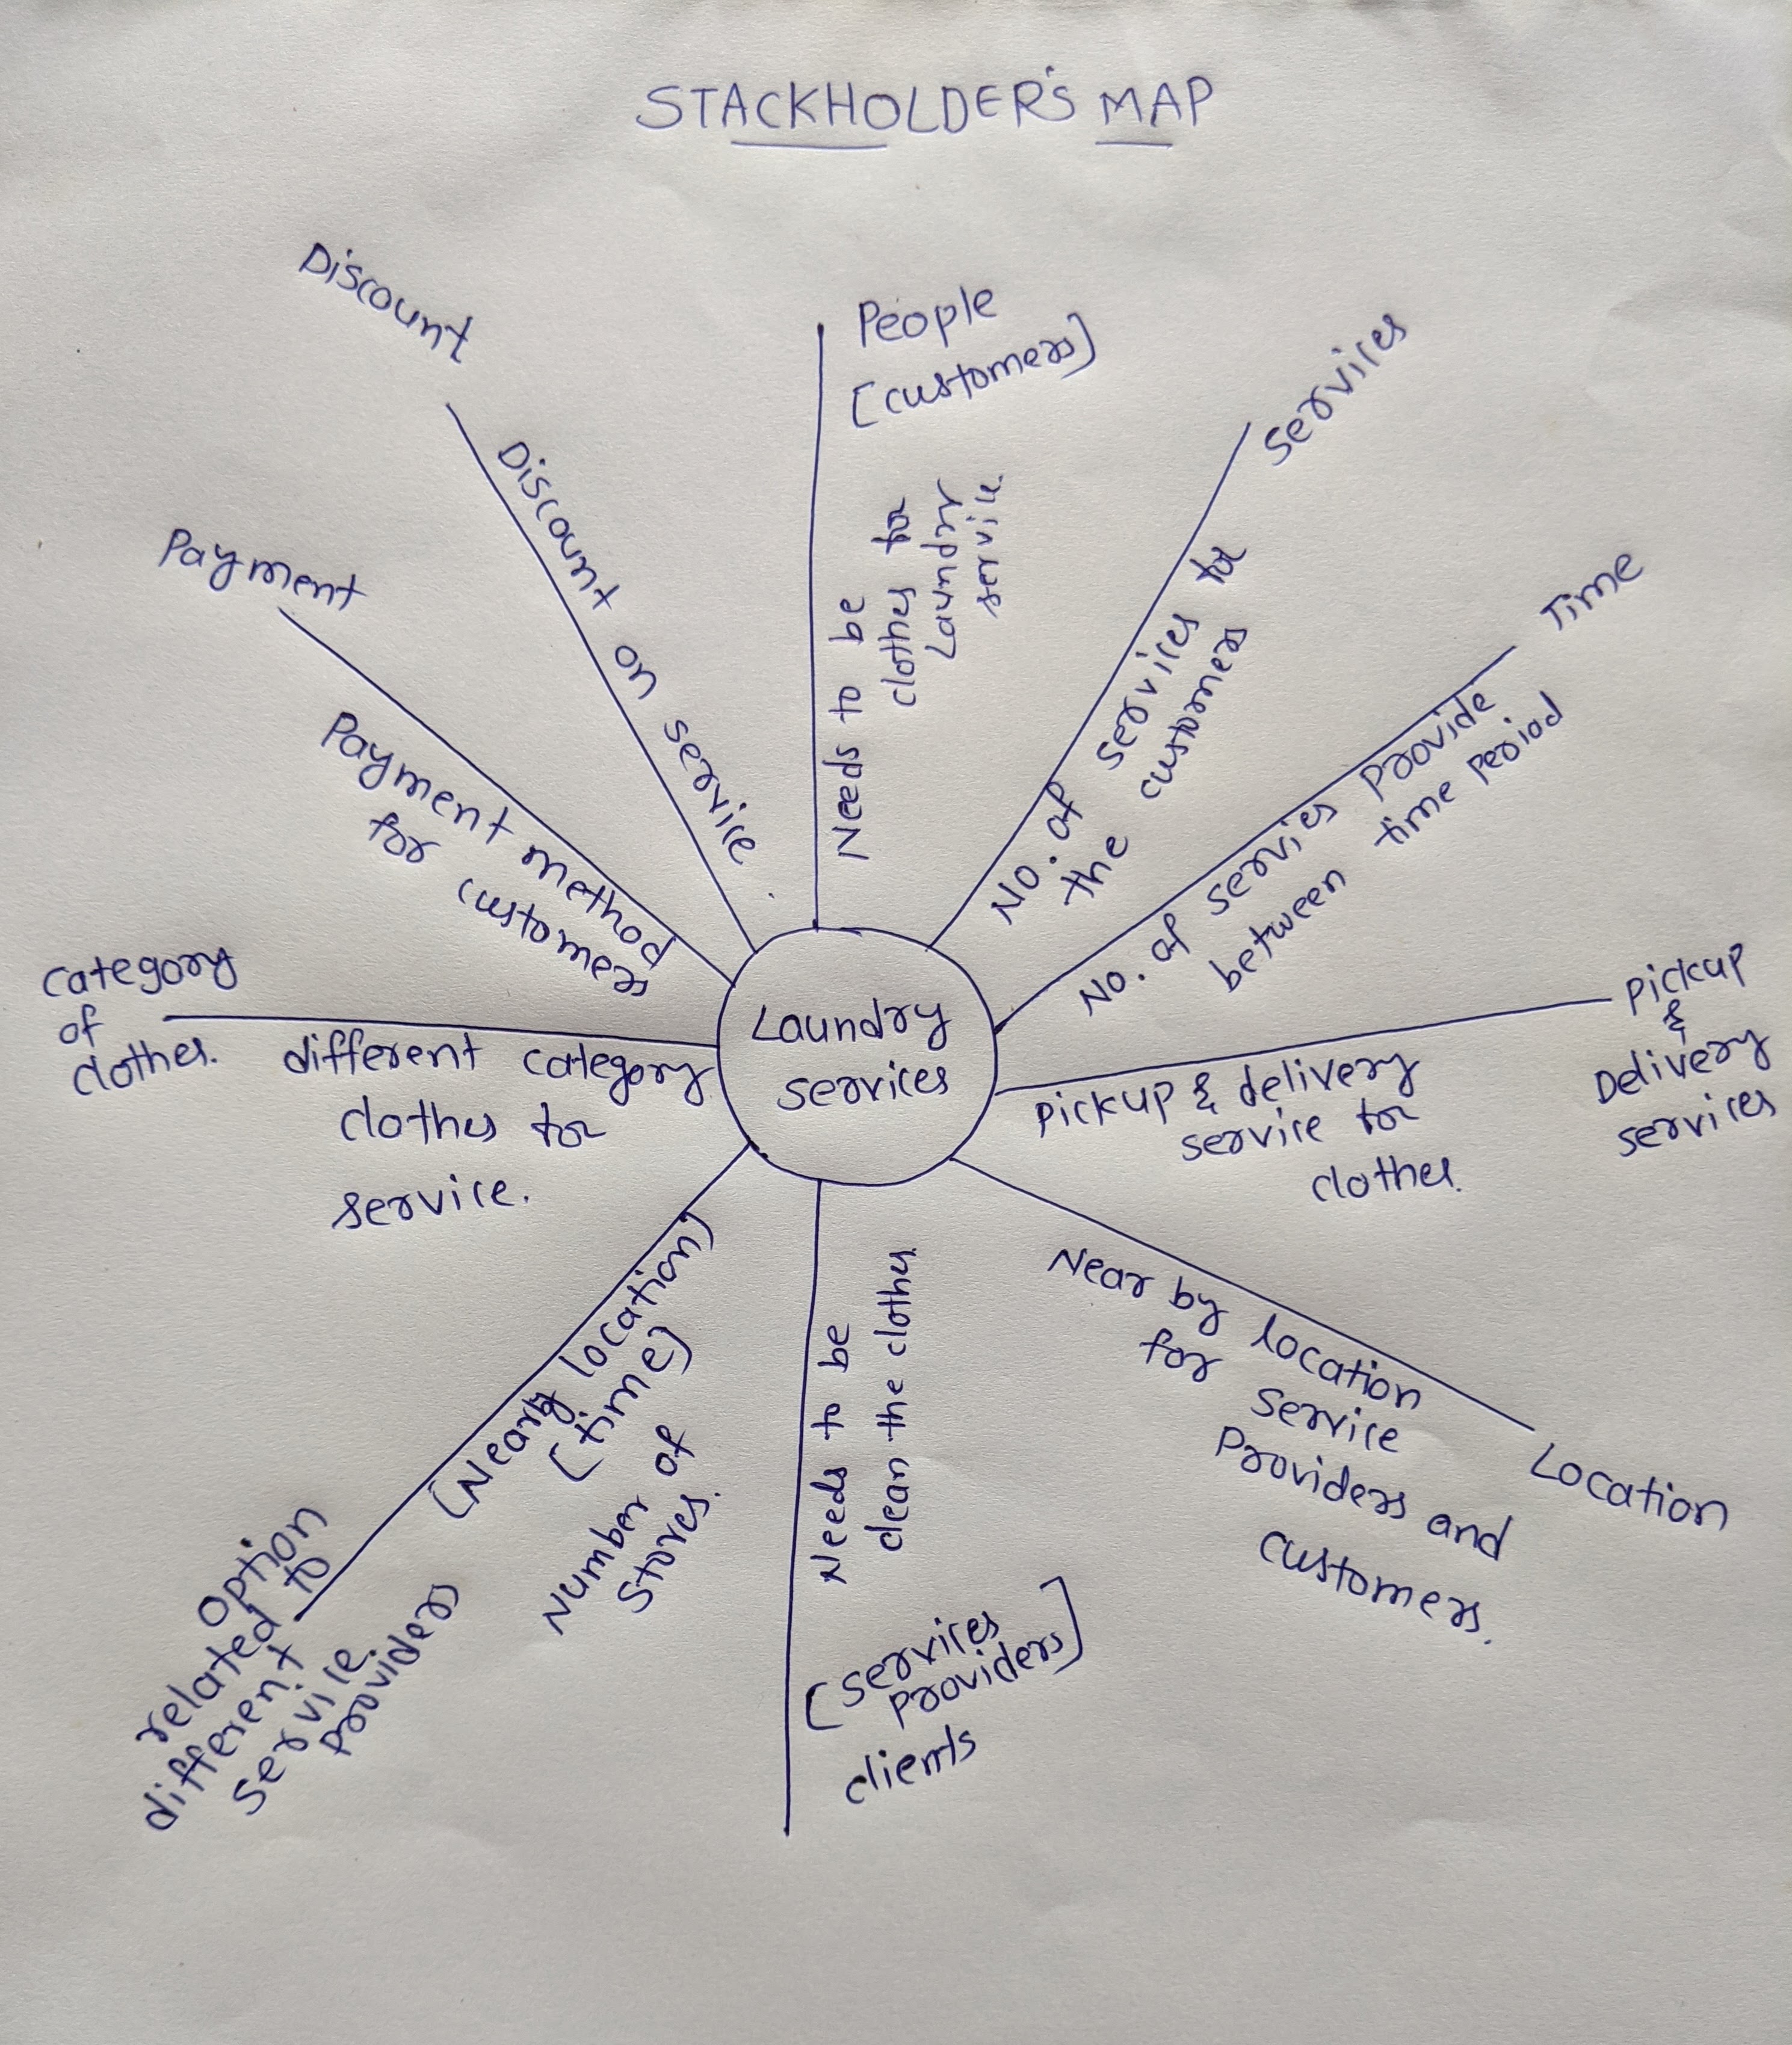 STACKHOLDER'S MAP
Discount
Discount on service
People
[customers]
Needs to be
clothes for
Laundry
service
Services
No. of services for
the customers
Time
No. of servies provide
between time period
Pickup
&
Delivery
services
Pickup & delivery
service for
clothes.
Location
Near by location
for service
Providers and
customers.
Needs to be
clean the clothes
[services
providers]
clients
Option
related to
different
service
providers
(Nearby location)
(time)
Number of
Stores.
category
of
clothes.
different category
clothes for
service.
Payment
Payment method
for customers
Laundry
services